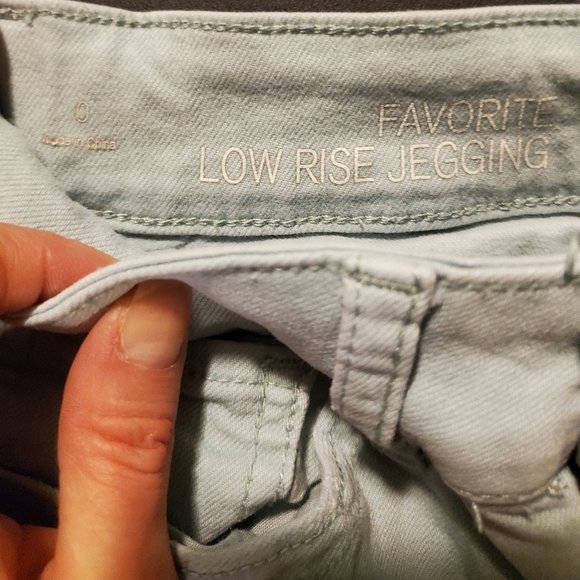 0
Made in China
FAVORITE
LOW RISE JEGGING